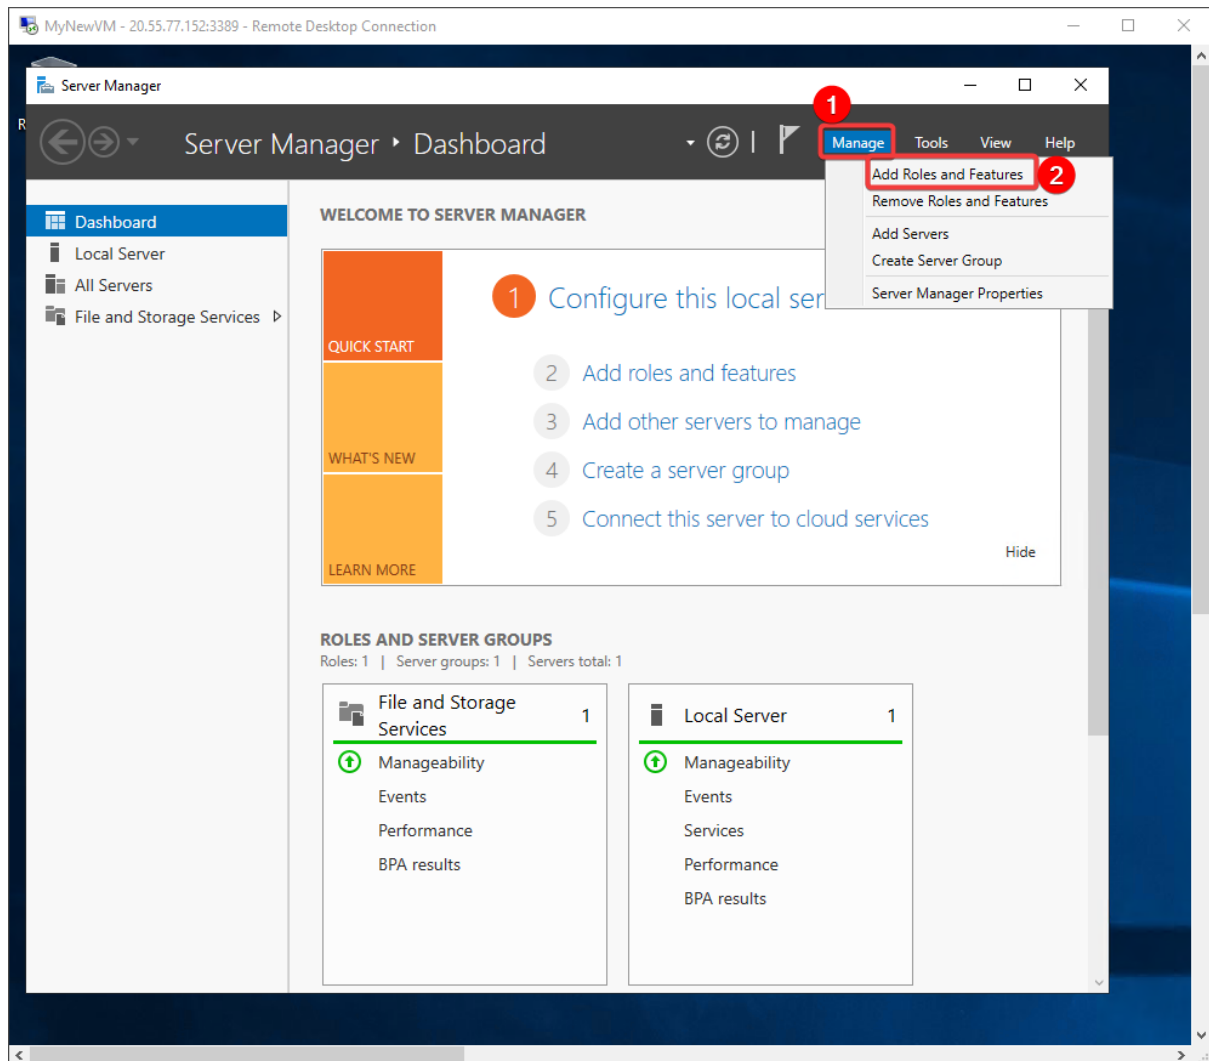 MyNewVM - 20.55.77.152:3389 - Remote Desktop Connection
Server Manager
R
Server Manager ‣ Dashboard
1
Manage Tools View Help
Add Roles and Features 2
Remove Roles and Features
Add Servers
Create Server Group
Server Manager Properties
Dashboard
Local Server
All Servers
File and Storage Services
WELCOME TO SERVER MANAGER
QUICK START
WHAT'S NEW
LEARN MORE
1 Configure this local ser
2 Add roles and features
3 Add other servers to manage
4 Create a server group
5 Connect this server to cloud services
Hide
ROLES AND SERVER GROUPS
Roles: 1 | Server groups: 1 | Servers total: 1
File and Storage
Services 1
Manageability
Events
Performance
BPA results
Local Server 1
Manageability
Events
Services
Performance
BPA results